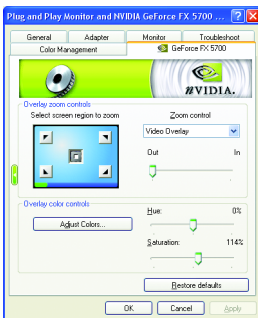 Plug and Play Monitor and NVIDIA GeForce FX 5700 ...
General Adapter Monitor Troubleshoot
Color Management GeForce FX 5700
NVIDIA.
Overlay zoom controls
Select screen region to zoom
Zoom control
Video Overlay
Out In
Overlay color controls
Adjust Colors...
Hue: 0%
Saturation: 114%
Restore defaults
OK Cancel Apply